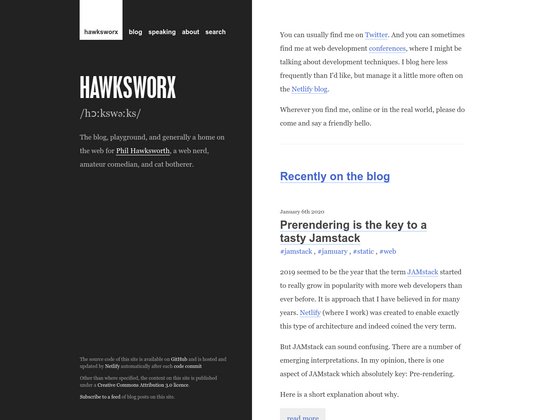 hawksworx blog speaking about search
HAWKSWORX
/hɔːkswəːks/
The blog, playground, and generally a home on
the web for Phil Hawksworth, a web nerd,
amateur comedian, and cat botherer.
The source code of this site is available on GitHub and is hosted and
updated by Netlify automatically after each code commit
Other than where specified, the content on this site is published
under a Creative Commons Attribution 3.0 licence.
Subscribe to a feed of blog posts on this site.
You can usually find me on Twitter. And you can sometimes
find me at web development conferences, where I might be
talking about development techniques. I blog here less
frequently than I'd like, but manage it a little more often on
the Netlify blog.
Wherever you find me, online or in the real world, please do
come and say a friendly hello.
Recently on the blog
January 6th 2020
Prerendering is the key to a
tasty Jamstack
#jamstack , #jamuary , #static , #web
2019 seemed to be the year that the term JAMstack started
to really grow in popularity with more web developers than
ever before. It is approach that I have believed in for many
years. Netlify (where I work) was created to enable exactly
this type of architecture and indeed coined the very term.
But JAMstack can sound confusing. There are a number of
emerging interpretations. In my opinion, there is one
aspect of JAMstack which absolutely key: Pre-rendering.
Here is a short explanation about why.
read more